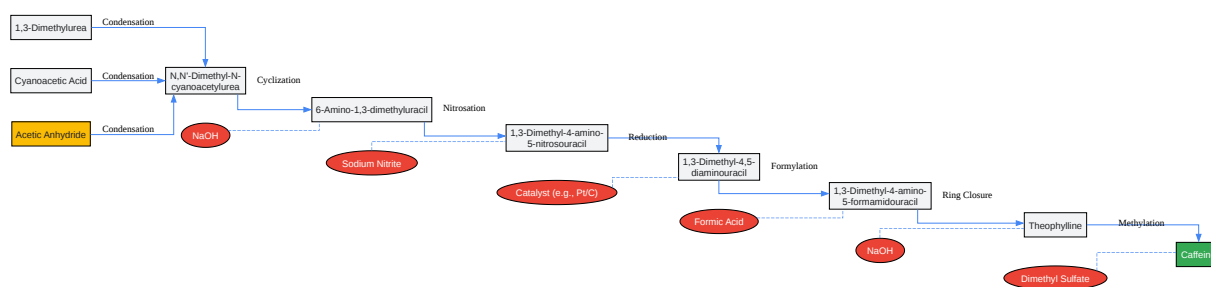 1,3-Dimethylurea
Condensation
Cyanoacetic Acid
Condensation
Acetic Anhydride
Condensation
N,N'-Dimethyl-N-
cyanoacetylurea
Cyclization
NaOH
6-Amino-1,3-dimethyluracil
Nitrosation
Sodium Nitrite
1,3-Dimethyl-4-amino-
5-nitrosouracil
Reduction
Catalyst (e.g., Pt/C)
1,3-Dimethyl-4,5-
diaminouracil
Formylation
Formic Acid
1,3-Dimethyl-4-amino-
5-formamidouracil
Ring Closure
NaOH
Theophylline
Methylation
Dimethyl Sulfate
Caffein